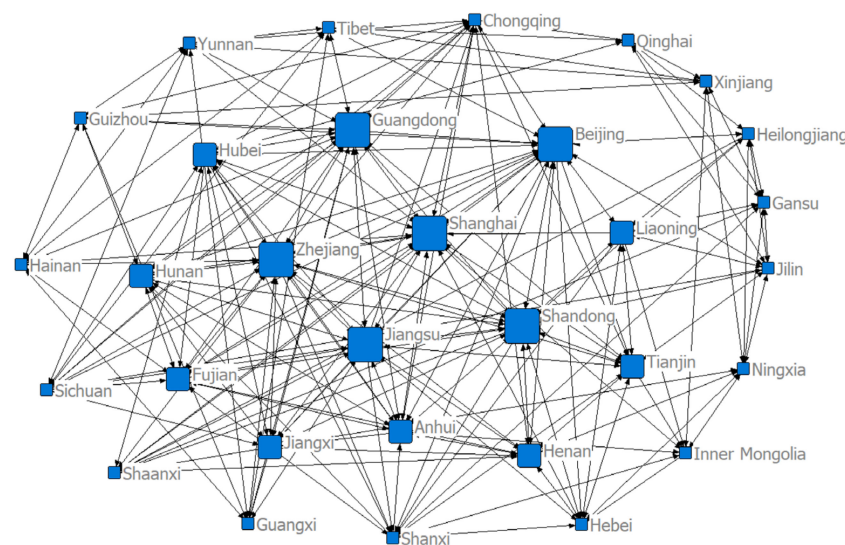 Chongqing
Tibet
Qinghai
Yunnan
Xinjiang
Guizhou
Guangdong
Beijing
Heilongjiang
Hubei
Gansu
Shanghai
Liaoning
Zhejiang
Hainan
Hunan
Jilin
Shandong
Jiangsu
Tianjin
Ningxia
Fujian
Sichuan
Anhui
Jiangxi
Henan
Inner Mongolia
Shaanxi
Guangxi
Hebei
Shanxi